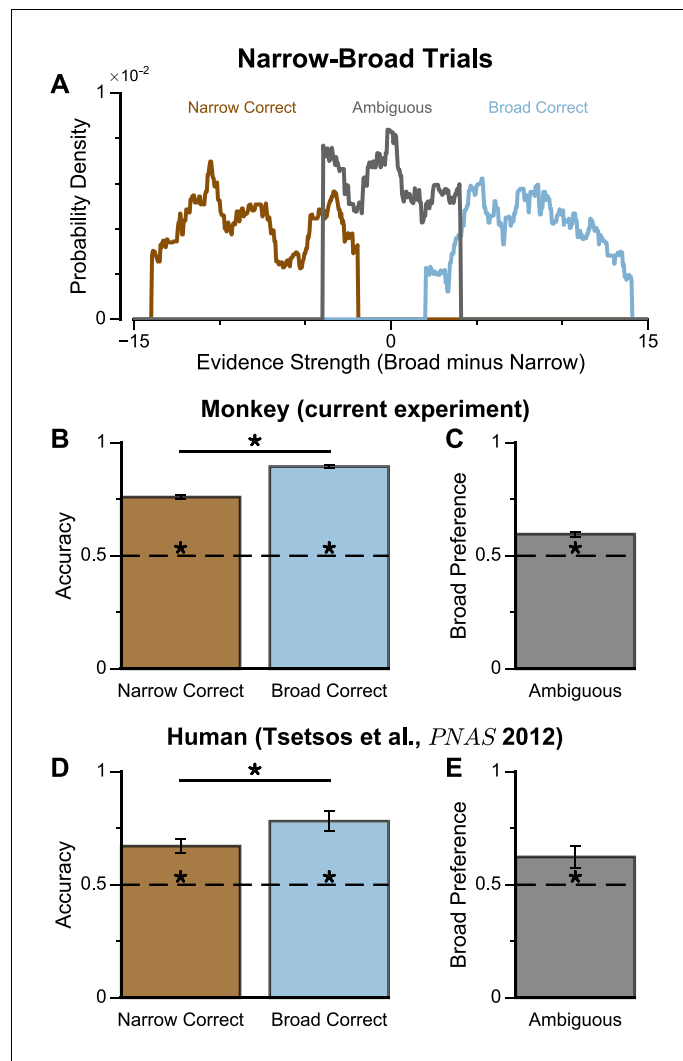 Narrow-Broad Trials
A
×10⁻²
1
0
Probability Density
Narrow Correct
Ambiguous
Broad Correct
−15
0
15
Evidence Strength (Broad minus Narrow)
Monkey (current experiment)
B
1
0.5
0
Accuracy
*
*
*
Narrow Correct
Broad Correct
C
1
0.5
0
Broad Preference
*
Ambiguous
Human (Tsetsos et al., PNAS 2012)
D
1
0.5
0
Accuracy
*
*
*
Narrow Correct
Broad Correct
E
1
0.5
0
Broad Preference
*
Ambiguous